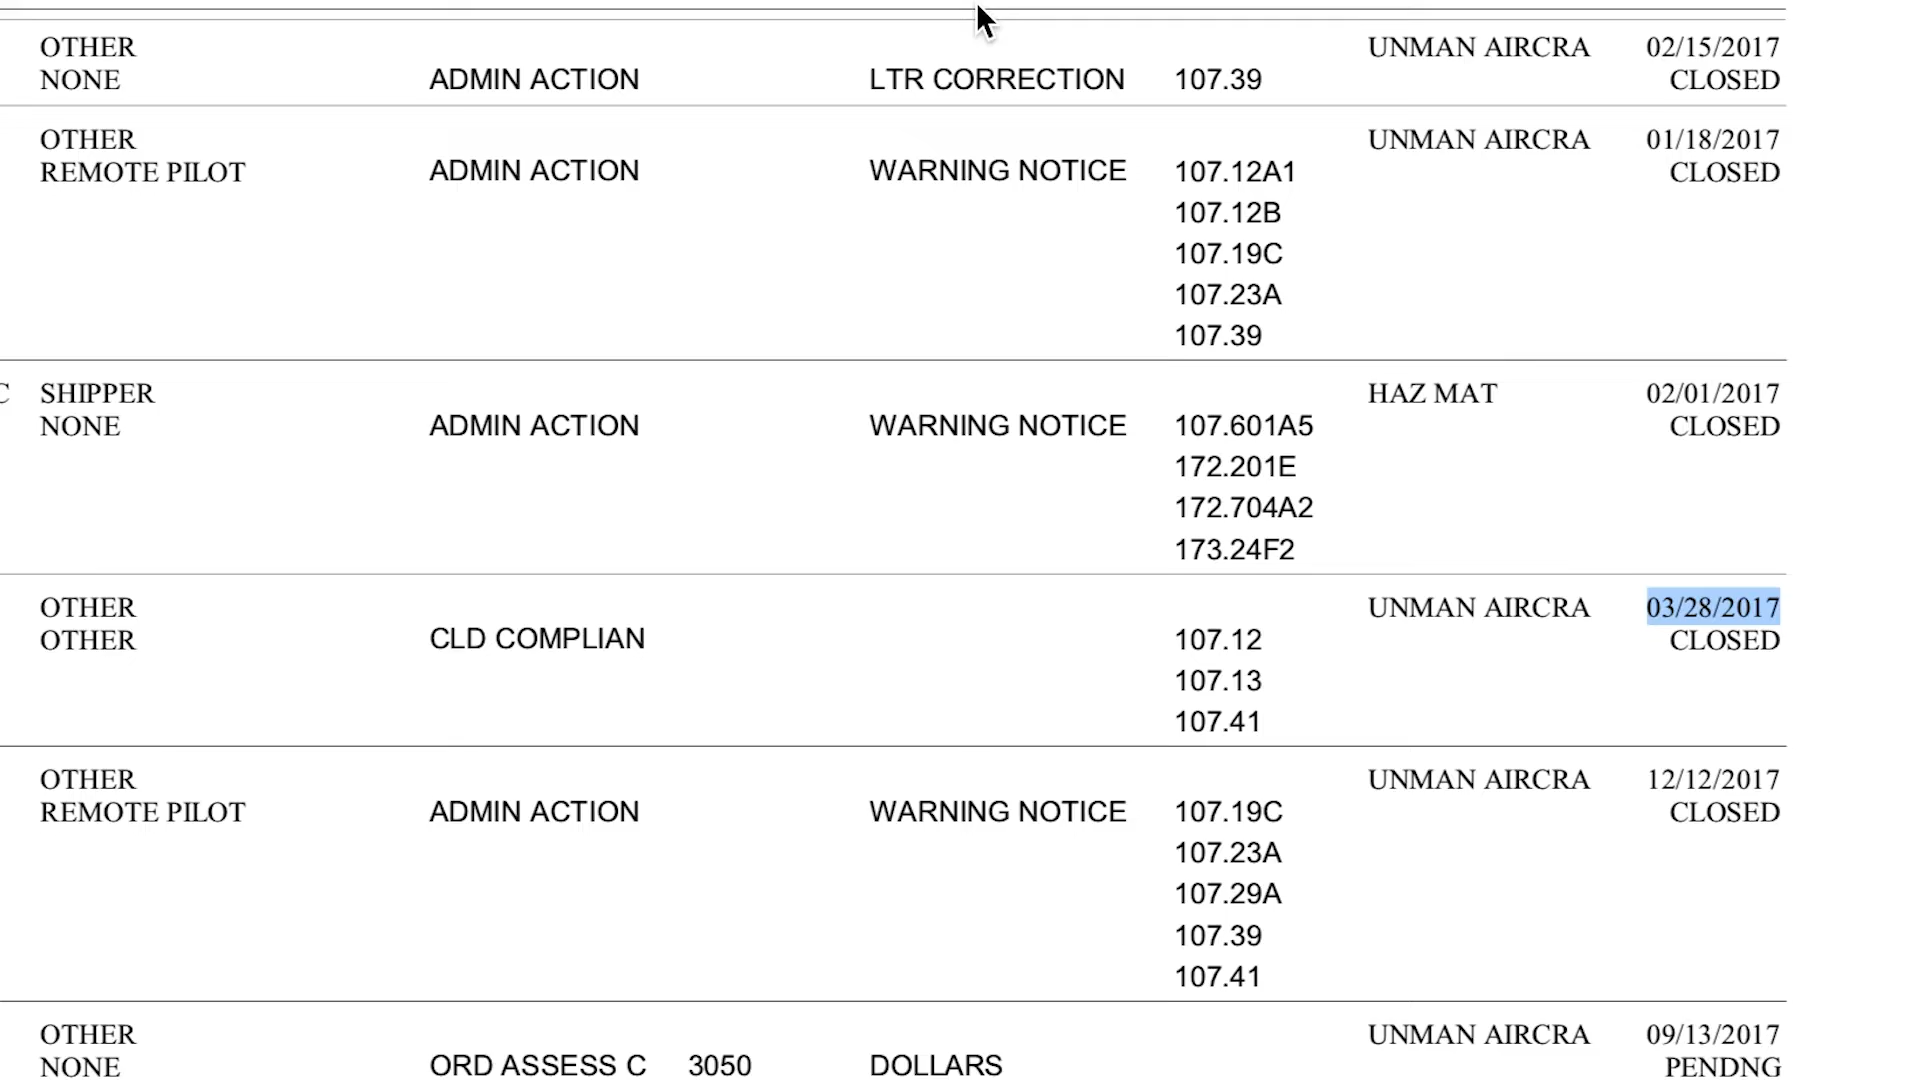 OTHER UNMAN AIRCRA 02/15/2017
NONE ADMIN ACTION LTR CORRECTION 107.39 CLOSED
OTHER UNMAN AIRCRA 01/18/2017
REMOTE PILOT ADMIN ACTION WARNING NOTICE 107.12A1 CLOSED
107.12B
107.19C
107.23A
107.39
C SHIPPER HAZ MAT 02/01/2017
NONE ADMIN ACTION WARNING NOTICE 107.601A5 CLOSED
172.201E
172.704A2
173.24F2
OTHER UNMAN AIRCRA 03/28/2017
OTHER CLD COMPLIAN 107.12 CLOSED
107.13
107.41
OTHER UNMAN AIRCRA 12/12/2017
REMOTE PILOT ADMIN ACTION WARNING NOTICE 107.19C CLOSED
107.23A
107.29A
107.39
107.41
OTHER UNMAN AIRCRA 09/13/2017
NONE ORD ASSESS C 3050 DOLLARS PENDNG